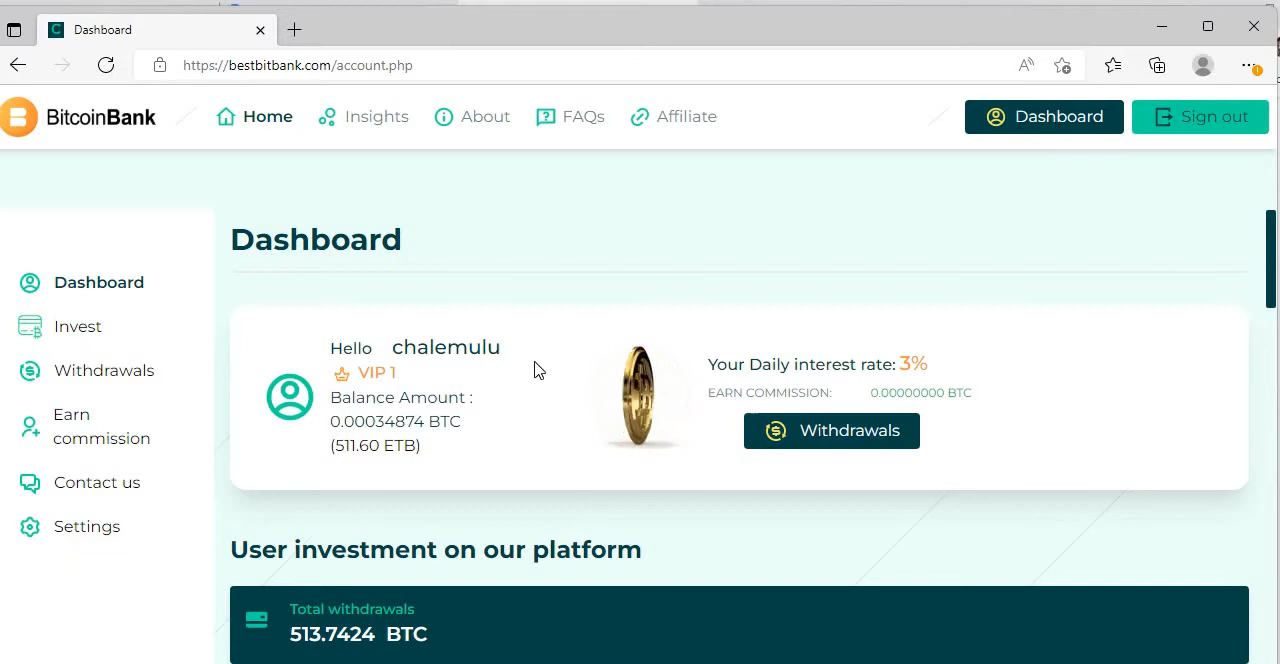 Dashboard
https://bestbitbank.com/account.php
BitcoinBank
Home
Insights
About
FAQs
Affiliate
Dashboard
Sign out
Dashboard
Invest
Withdrawals
Earn
commission
Contact us
Settings
Dashboard
Hello chalemulu
VIP 1
Balance Amount :
0.00034874 BTC
(511.60 ETB)
Your Daily interest rate: 3%
EARN COMMISSION: 0.00000000 BTC
Withdrawals
User investment on our platform
Total withdrawals
513.7424 BTC